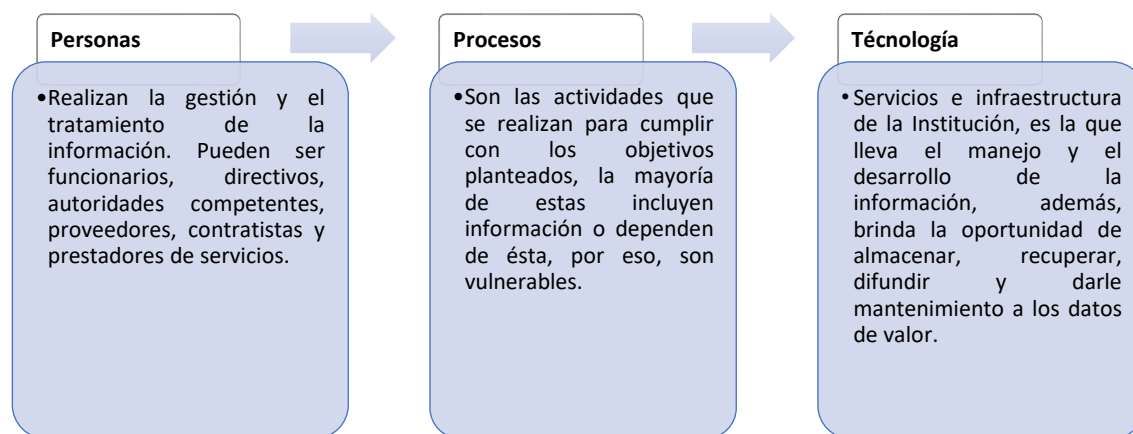 Personas
•Realizan la gestión y el
tratamiento de la
información. Pueden ser
funcionarios, directivos,
autoridades competentes,
proveedores, contratistas y
prestadores de servicios.
Procesos
•Son las actividades que
se realizan para cumplir
con los objetivos
planteados, la mayoría
de estas incluyen
información o dependen
de ésta, por eso, son
vulnerables.
Técnología
•Servicios e infraestructura
de la Institución, es la que
lleva el manejo y el
desarrollo de la
información, además,
brinda la oportunidad de
almacenar, recuperar,
difundir y darle
mantenimiento a los datos
de valor.